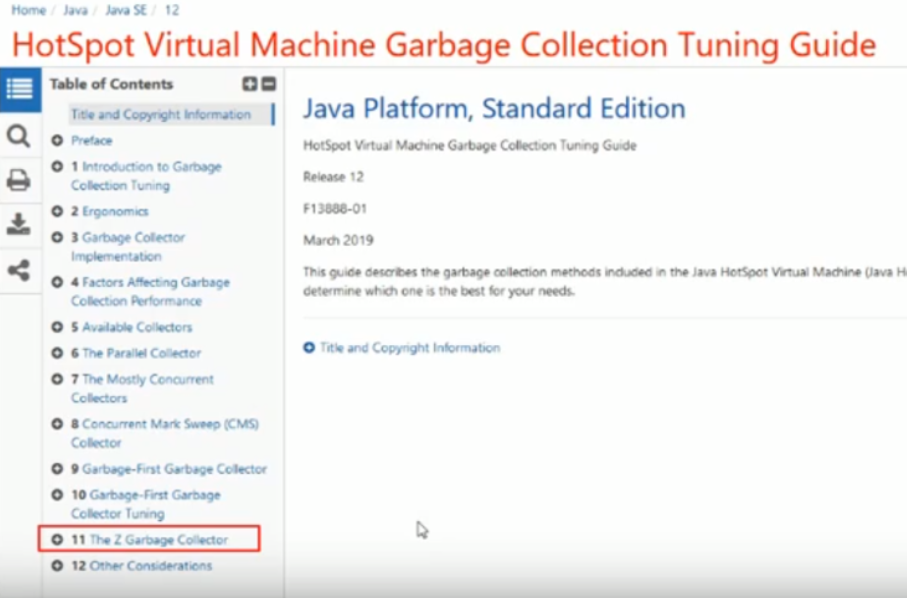 Home / Java / Java SE / 12
HotSpot Virtual Machine Garbage Collection Tuning Guide
Table of Contents
Title and Copyright Information
Preface
1 Introduction to Garbage
Collection Tuning
2 Ergonomics
3 Garbage Collector
Implementation
4 Factors Affecting Garbage
Collection Performance
5 Available Collectors
6 The Parallel Collector
7 The Mostly Concurrent
Collectors
8 Concurrent Mark Sweep (CMS)
Collector
9 Garbage-First Garbage Collector
10 Garbage-First Garbage
Collector Tuning
11 The Z Garbage Collector
12 Other Considerations
Java Platform, Standard Edition
HotSpot Virtual Machine Garbage Collection Tuning Guide
Release 12
F13888-01
March 2019
This guide describes the garbage collection methods included in the Java HotSpot Virtual Machine (Java H
determine which one is the best for your needs.
Title and Copyright Information